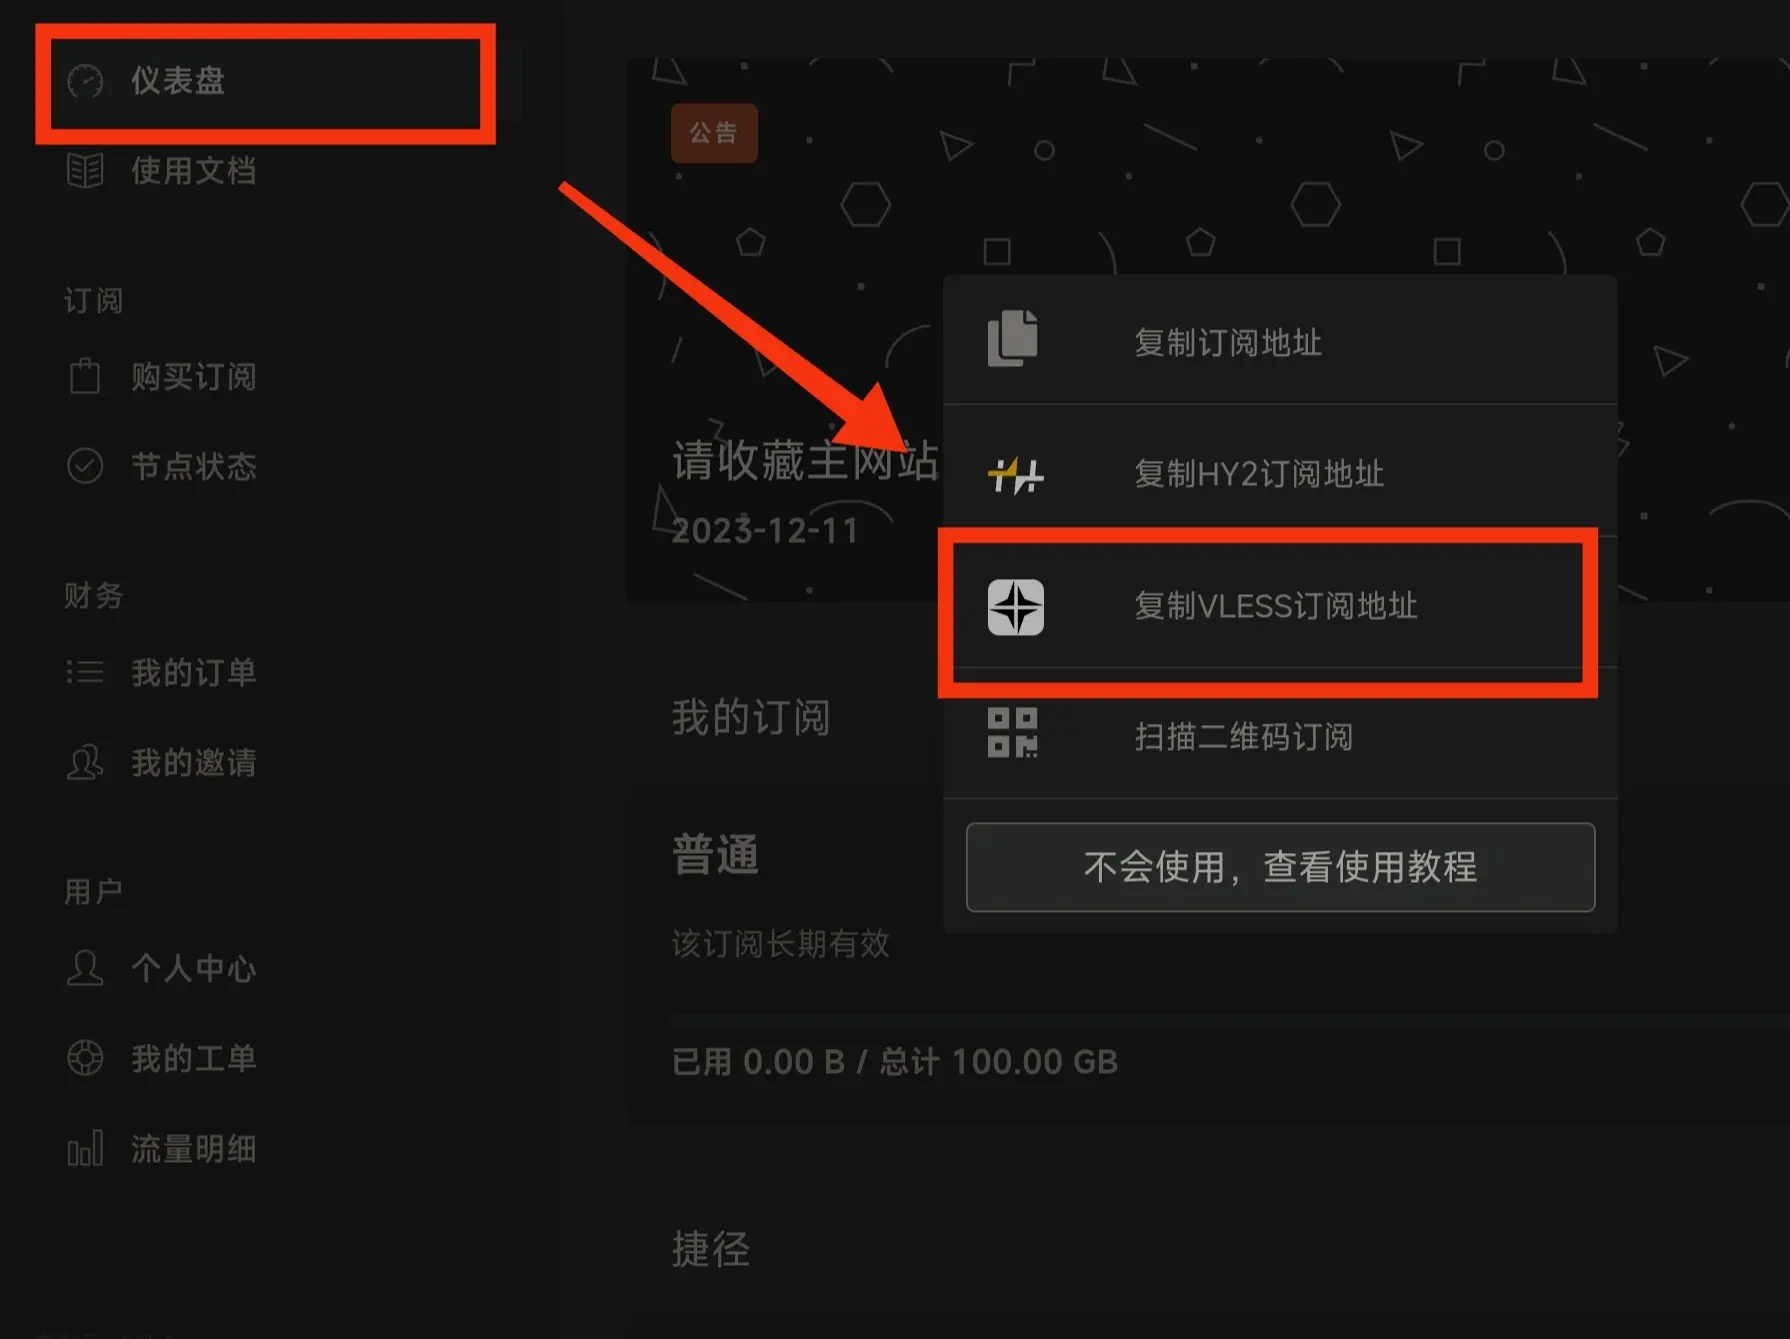 仪表盘
使用文档
订阅
购买订阅
节点状态
财务
我的订单
我的邀请
用户
个人中心
我的工单
流量明细
公告
请收藏主网站
2023-12-11
复制订阅地址
复制HY2订阅地址
复制VLESS订阅地址
扫描二维码订阅
不会使用，查看使用教程
我的订阅
普通
该订阅长期有效
已用 0.00 B / 总计 100.00 GB
捷径